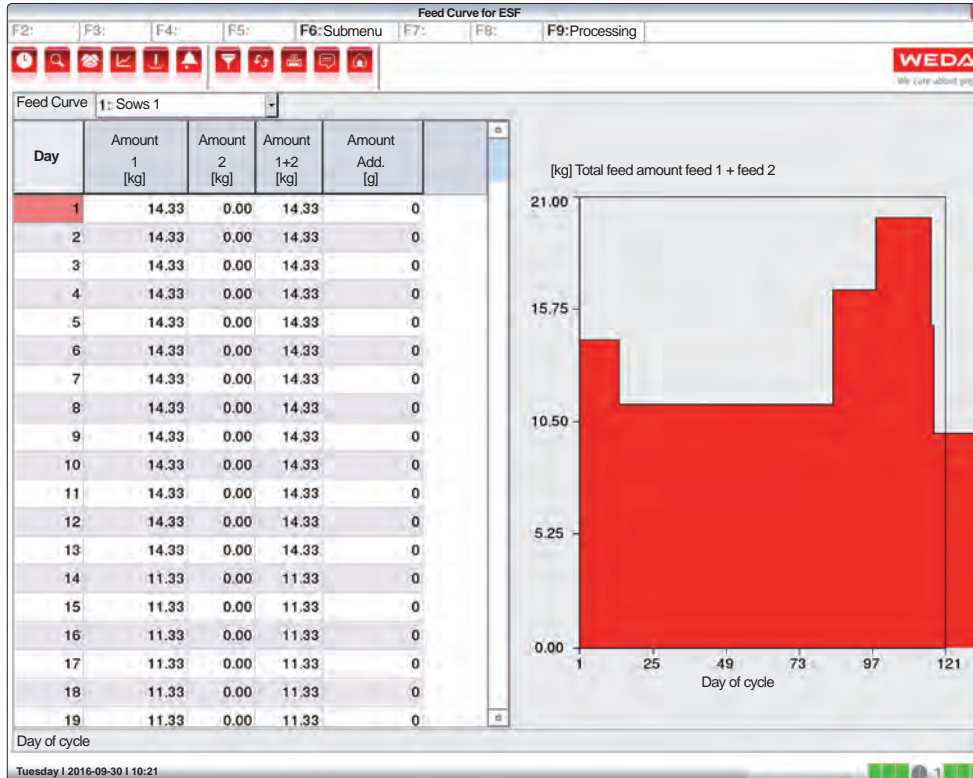 Feed Curve for ESF
F2: F3: F4: F5: F6:Submenu F7: F8: F9:Processing
WEDA
Feed Curve 1: Sows 1
Day Amount 1 [kg] Amount 2 [kg] Amount 1+2 [kg] Amount Add. [g]
1 14.33 0.00 14.33 0
2 14.33 0.00 14.33 0
3 14.33 0.00 14.33 0
4 14.33 0.00 14.33 0
5 14.33 0.00 14.33 0
6 14.33 0.00 14.33 0
7 14.33 0.00 14.33 0
8 14.33 0.00 14.33 0
9 14.33 0.00 14.33 0
10 14.33 0.00 14.33 0
11 14.33 0.00 14.33 0
12 14.33 0.00 14.33 0
13 14.33 0.00 14.33 0
14 11.33 0.00 11.33 0
15 11.33 0.00 11.33 0
16 11.33 0.00 11.33 0
17 11.33 0.00 11.33 0
18 11.33 0.00 11.33 0
19 11.33 0.00 11.33 0
[kg] Total feed amount feed 1 + feed 2
21.00
15.75
10.50
5.25
0.00
1 25 49 73 97 121
Day of cycle
Day of cycle
Tuesday I 2016-09-30 I 10:21
1